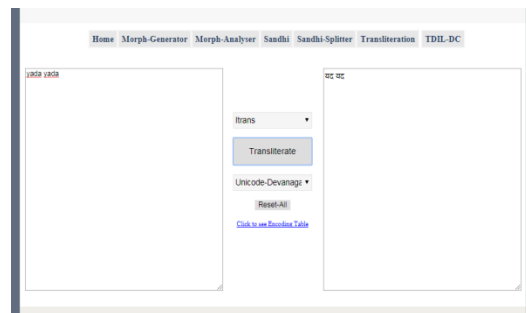 Home Morph-Generator Morph-Analyser Sandhi Sandhi-Splitter Transliteration TDIL-DC
yada yada
यद यद
Itrans
Transliterate
Unicode-Devanaga
Reset-All
Click to see Encoding Table